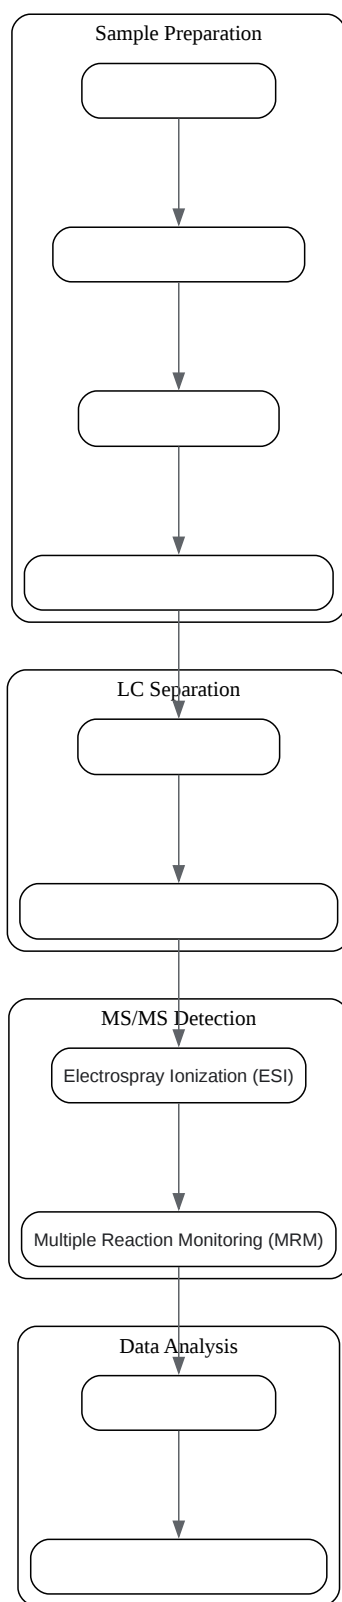 Sample Preparation
LC Separation
MS/MS Detection
Electrospray Ionization (ESI)
Multiple Reaction Monitoring (MRM)
Data Analysis